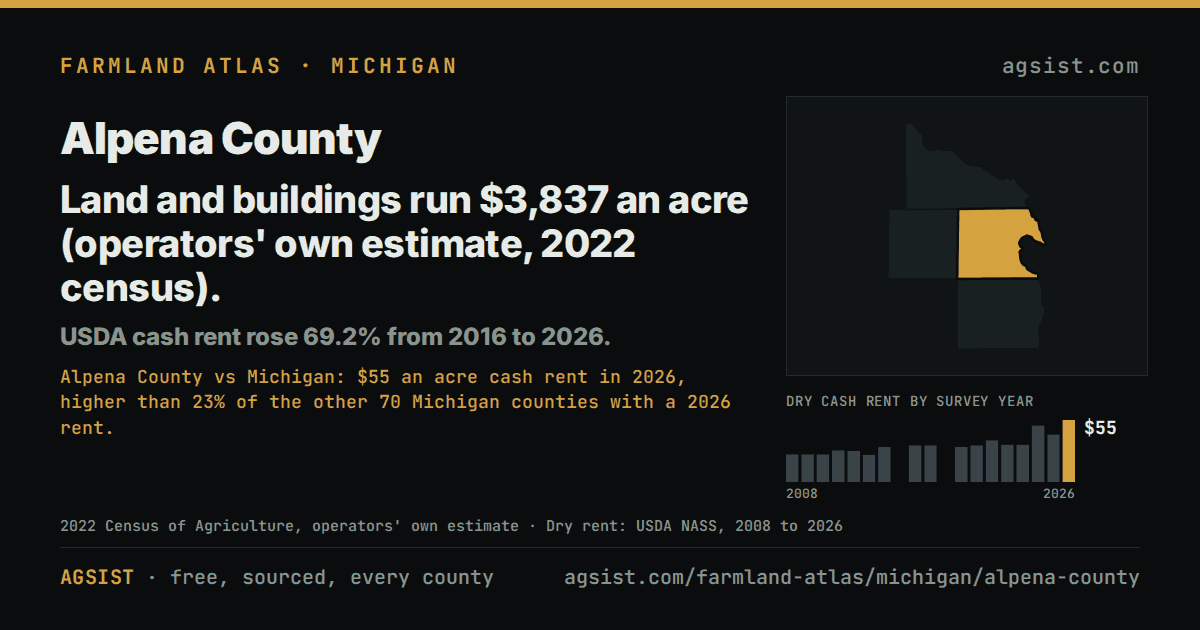 FARMLAND ATLAS · MICHIGAN
agsist.com
Alpena County
Land and buildings run $3,837 an acre
(operators' own estimate, 2022
census).
USDA cash rent rose 69.2% from 2016 to 2026.
Alpena County vs Michigan: $55 an acre cash rent in 2026,
higher than 23% of the other 70 Michigan counties with a 2026
rent.
DRY CASH RENT BY SURVEY YEAR
$55
2008
2026
2022 Census of Agriculture, operators' own estimate · Dry rent: USDA NASS, 2008 to 2026
AGSIST · free, sourced, every county
agsist.com/farmland-atlas/michigan/alpena-county